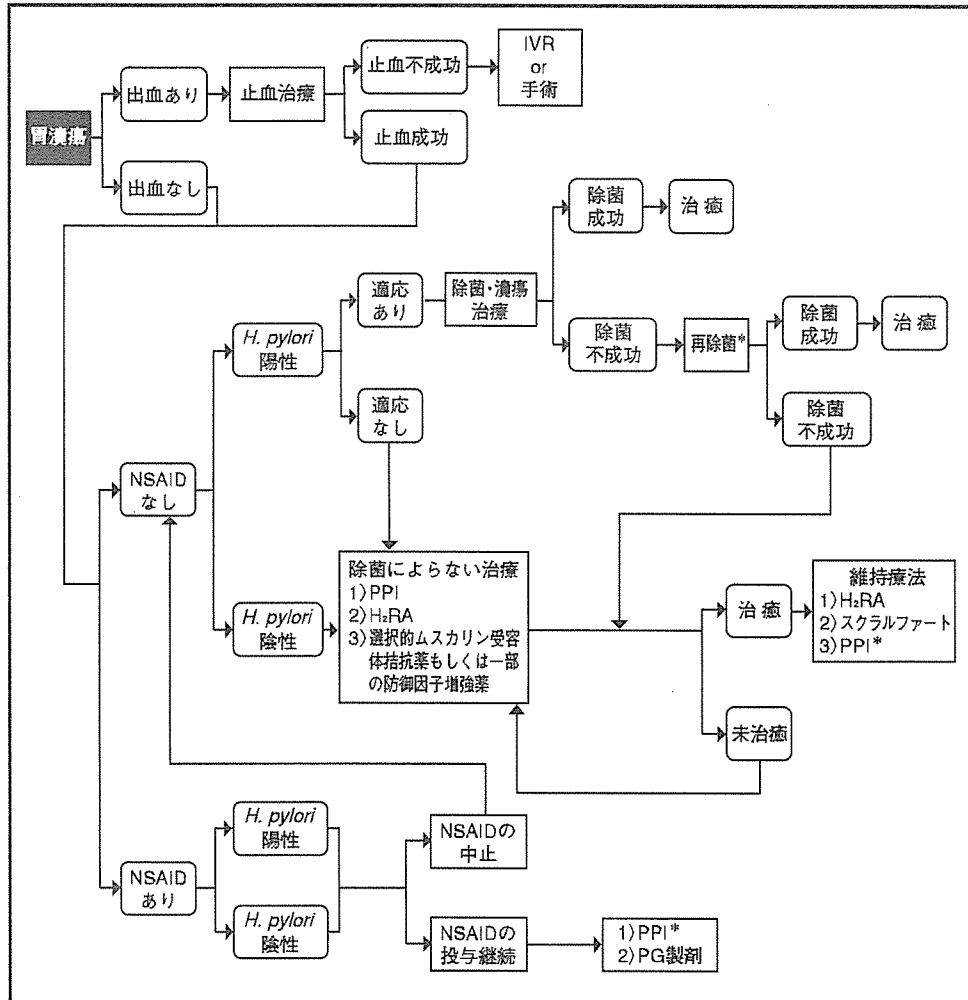 胃潰瘍
出血あり
出血なし
止血治療
止血不成功
止血成功
IVR
or
手術
NSAID
なし
H. pylori
陽性
適応
あり
適応
なし
除菌・潰瘍
治療
除菌
成功
治 癒
除菌
不成功
再除菌*
除菌
成功
治 癒
除菌
不成功
H. pylori
陰性
除菌によらない治療
1)PPI
2)H₂RA
3)選択的ムスカリン受容
体拮抗薬もしくは一部
の防御因子増強薬
治 癒
未治癒
維持療法
1)H₂RA
2)スクラルファート
3)PPI*
NSAID
あり
H. pylori
陽性
H. pylori
陰性
NSAIDの
中止
NSAIDの
投与継続
1)PPI*
2)PG製剤